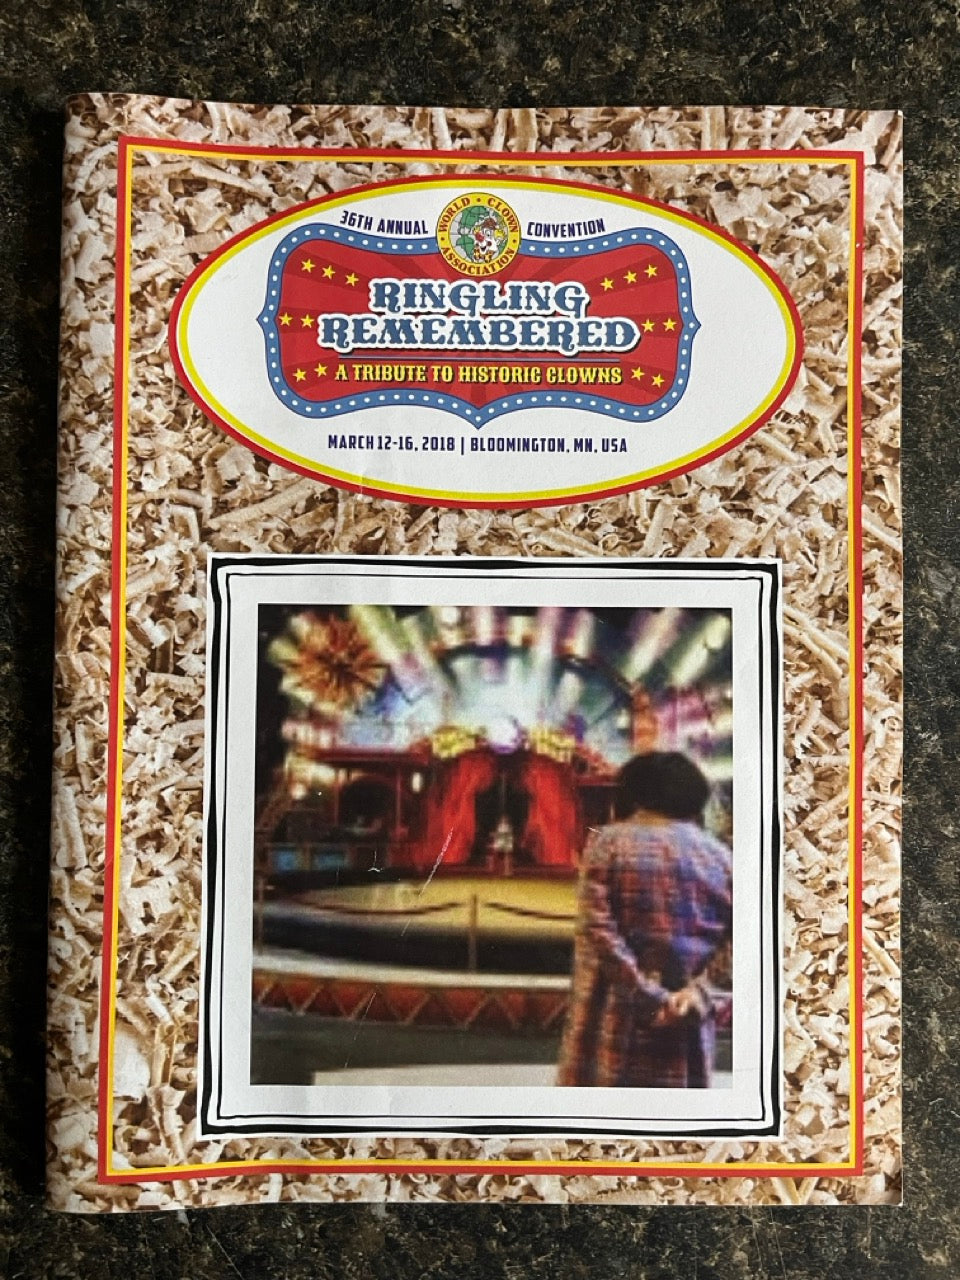 36TH ANNUAL
WORLD • CLOWN
ASSOCIATION
CONVENTION
RINGLING
REMEMBERED
A TRIBUTE TO HISTORIC CLOWNS
MARCH 12-16, 2018 | BLOOMINGTON, MN, USA